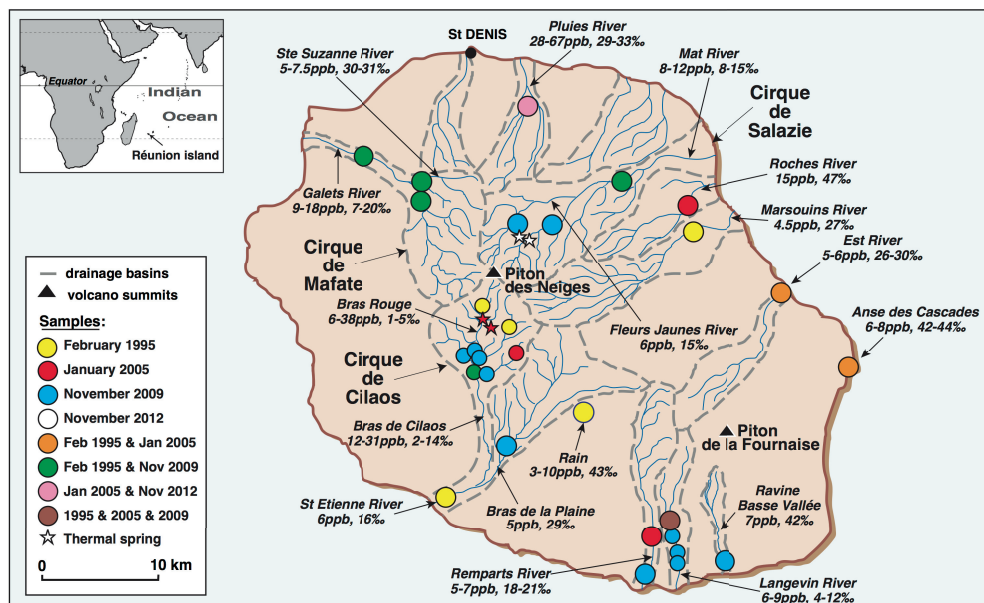 Equator
Indian
Ocean
Réunion island
St DENIS
Pluies River
28-67ppb, 29-33‰
Ste Suzanne River
5-7.5ppb, 30-31‰
Mat River
8-12ppb, 8-15‰
Cirque
de
Salazie
Roches River
15ppb, 47‰
Galets River
9-18ppb, 7-20‰
Marsouins River
4.5ppb, 27‰
Est River
5-6ppb, 26-30‰
Cirque
de
Mafate
Piton
des Neiges
Bras Rouge
6-38ppb, 1-5‰
Fleurs Jaunes River
6ppb, 15‰
Anse des Cascades
6-8ppb, 42-44‰
Cirque
de
Cilaos
Bras de Cilaos
12-31ppb, 2-14‰
Rain
3-10ppb, 43‰
Piton
de la Fournaise
St Etienne River
6ppb, 16‰
Bras de la Plaine
5ppb, 29‰
Ravine
Basse Vallée
7ppb, 42‰
Remparts River
5-7ppb, 18-21‰
Langevin River
6-9ppb, 4-12‰
drainage basins
volcano summits
Samples:
February 1995
January 2005
November 2009
November 2012
Feb 1995 & Jan 2005
Feb 1995 & Nov 2009
Jan 2005 & Nov 2012
1995 & 2005 & 2009
Thermal spring
0 10 km